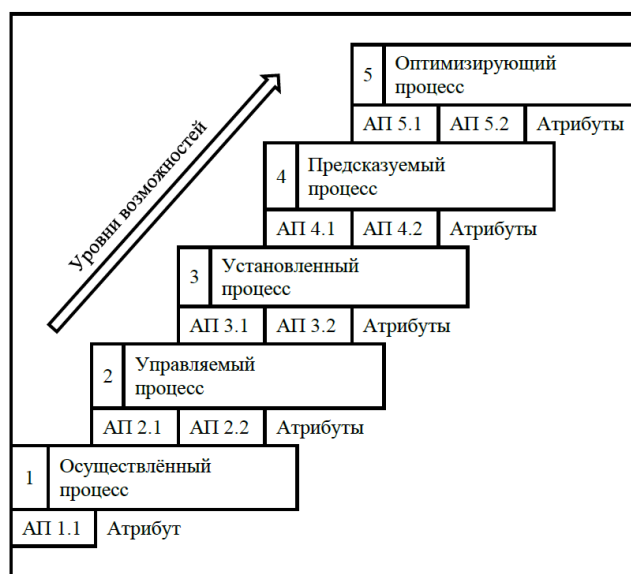 5 Оптимизирующий
процесс
АП 5.1 АП 5.2 Атрибуты
Уровни возможностей
4 Предсказуемый
процесс
АП 4.1 АП 4.2 Атрибуты
3 Установленный
процесс
АП 3.1 АП 3.2 Атрибуты
2 Управляемый
процесс
АП 2.1 АП 2.2 Атрибуты
1 Осуществлённый
процесс
АП 1.1 Атрибут